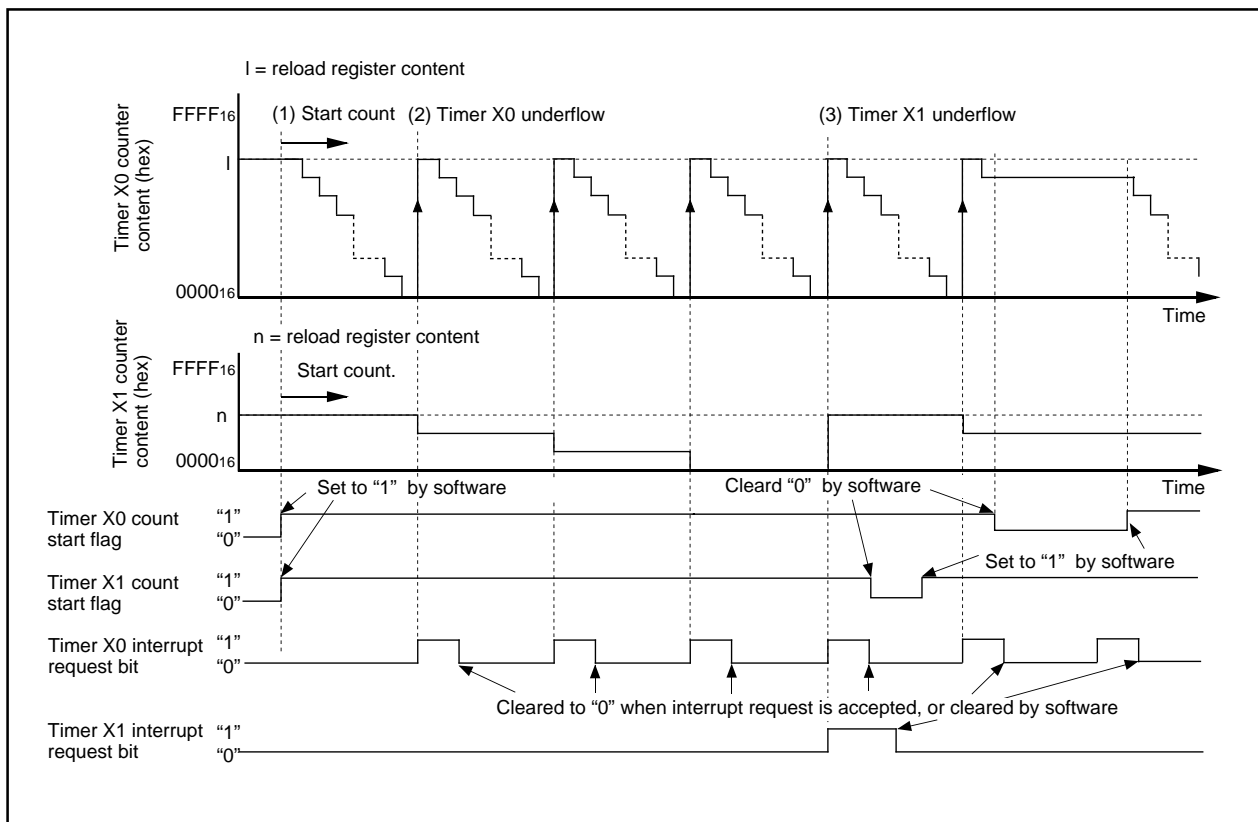 l = reload register content
FFFF16
(1) Start count
(2) Timer X0 underflow
(3) Timer X1 underflow
l
Timer X0 counter
content (hex)
000016
Time
n = reload register content
FFFF16
Start count.
n
Timer X1 counter
content (hex)
000016
Time
Set to “1” by software
Cleard “0” by software
Timer X0 count
start flag
“1”
“0”
Set to “1” by software
Timer X1 count
start flag
“1”
“0”
Timer X0 interrupt
request bit
“1”
“0”
Cleared to “0” when interrupt request is accepted, or cleared by software
Timer X1 interrupt
request bit
“1”
“0”